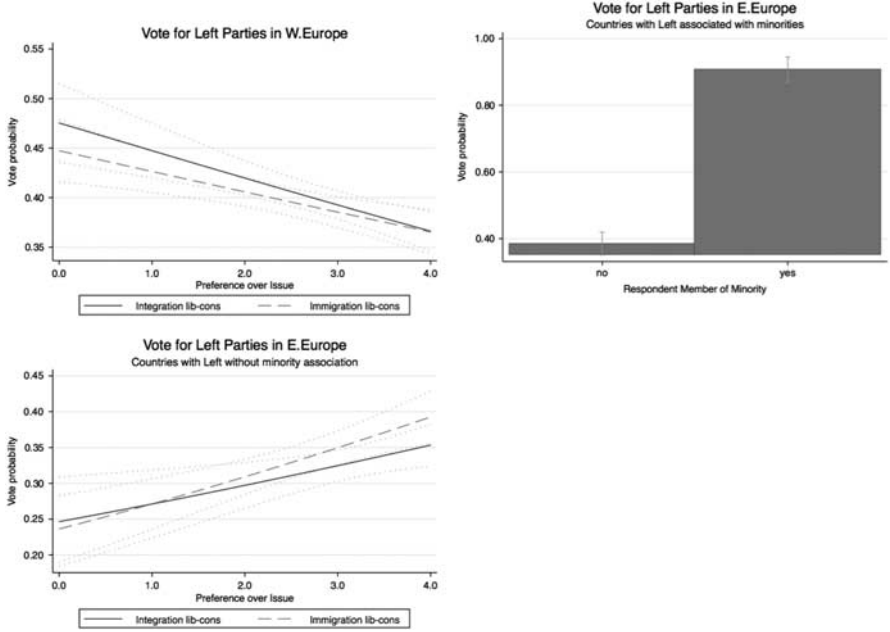 Vote for Left Parties in W.Europe
0.55
0.50
0.45
0.40
0.35
Vote probability
0.0 1.0 2.0 3.0 4.0
Preference over Issue
Integration lib-cons Immigration lib-cons
Vote for Left Parties in E.Europe
Countries with Left associated with minorities
1.00
0.80
0.60
0.40
Vote probability
no yes
Respondent Member of Minority
Vote for Left Parties in E.Europe
Countries with Left without minority association
0.45
0.40
0.35
0.30
0.25
0.20
Vote probability
0.0 1.0 2.0 3.0 4.0
Preference over Issue
Integration lib-cons Immigration lib-cons